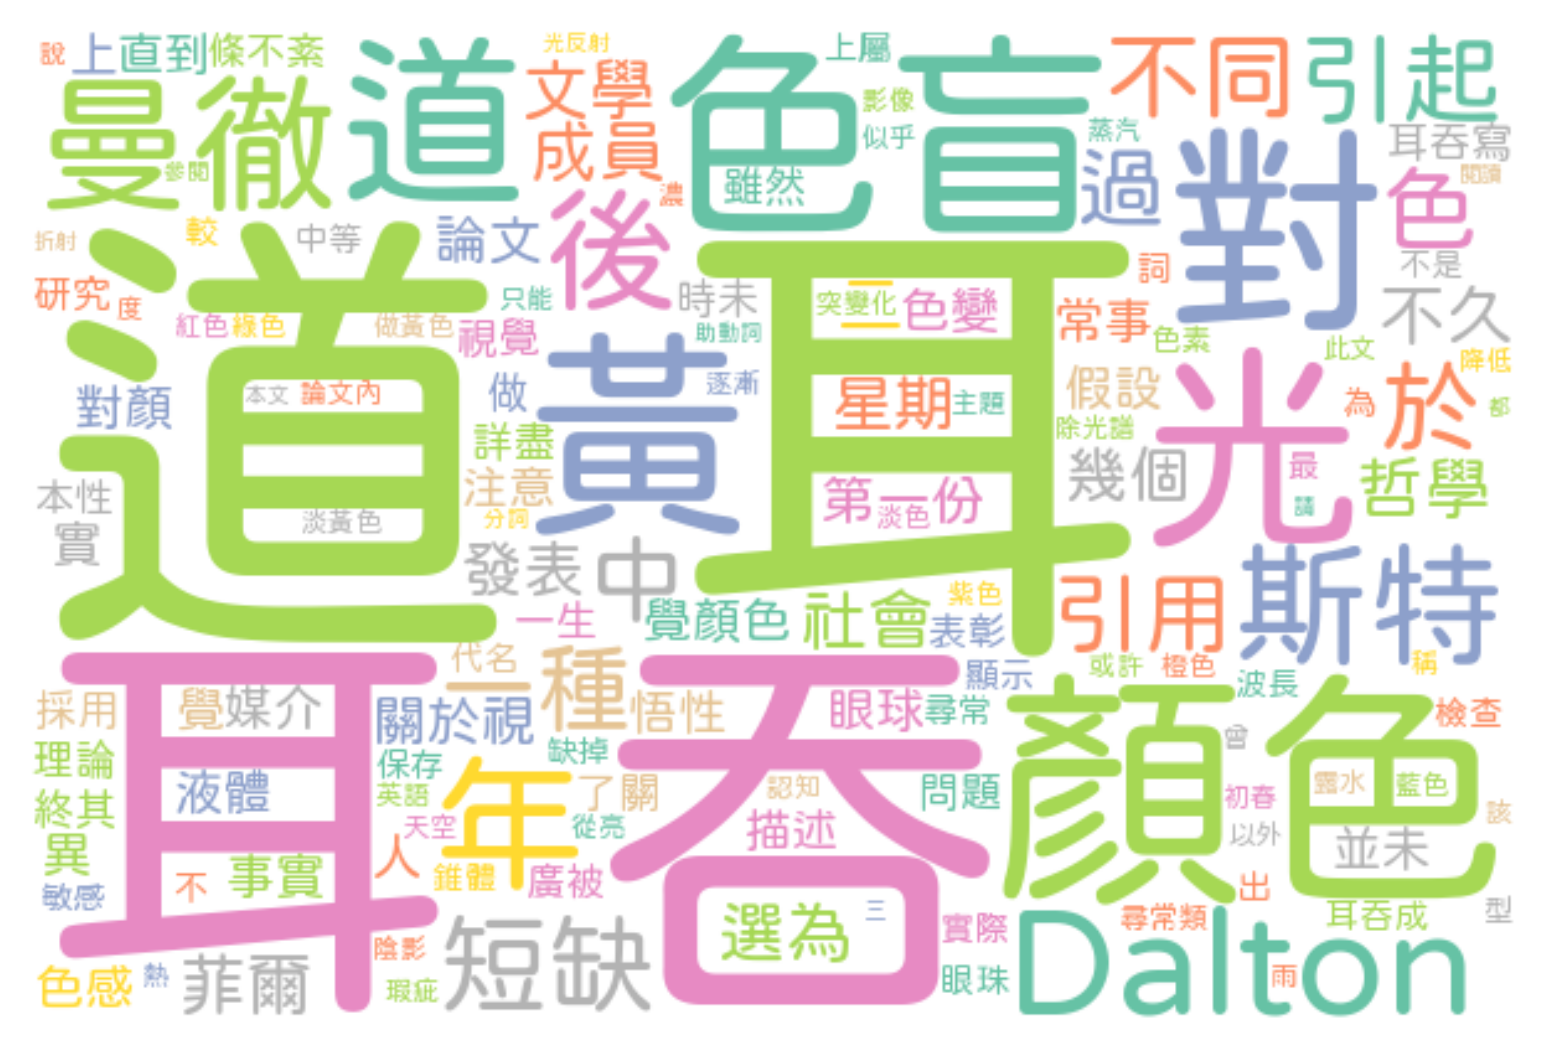 說 上 直到 條不紊 光反射 上屬
曼徹 道 文學 色盲 影像 不同 引起
參閱 成員 似乎 蒸汽 耳吞寫
雖然 過 對 色 閱讀
濃 後
較 中等 論文 不是
折射 詞
研究 度 只能 時未 突變化 色變 常事 不久
紅色 綠色 做黃色 視覺 助動詞 色素 此文
道耳 降低
對顏 本文 論文內 做 黃 逐漸 星期 主題 假設 光 為 於 都
詳盡 除光譜
本性 注意 第一份 幾個 最 哲學
實 淡黃色 分詞 淡色 請
發表 中 斯特
一生 覺顏色 社會 紫色 引用
表彰
代名 一種 顯示 或許 橙色 稱
採用 覺 媒介 關於視 悟性 眼球 尋常 波長 檢查
耳吞 顏色 曾
理論 保存 缺掉
終其 液體 英語 年 了關 認知 問題 初春 露水 藍色 該
異 天空 從亮 描述 以外 並未
敏感 不 事實 人 錐體 廣被 出
選為 三 實際 尋常類 耳吞成 型
陰影 短缺 Dalton
色感 熱 菲爾 瑕疵 眼珠 雨